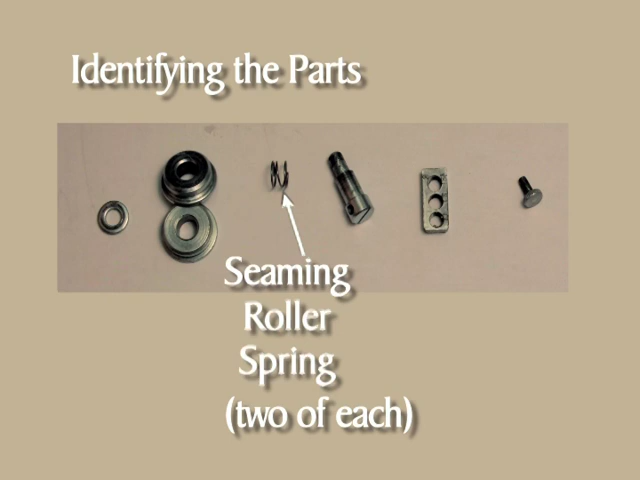 Identifying the Parts
Seaming
Roller
Spring
(two of each)